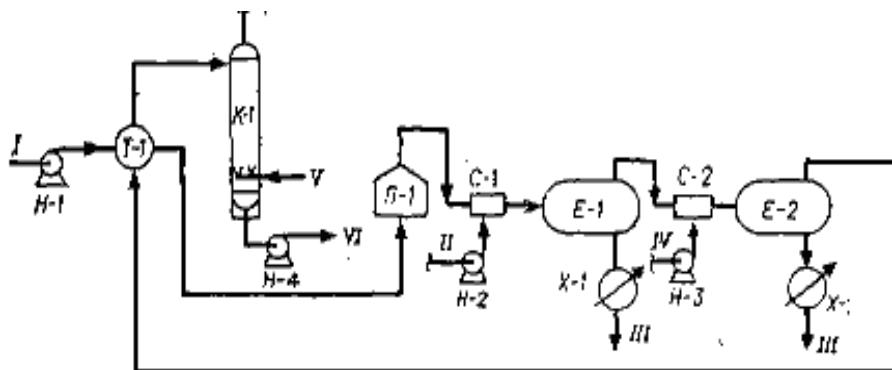 I
H-1
T-1
K-1
V
VI
H-4
П-1
C-1
II
H-2
E-1
X-1
III
IV
C-2
H-3
E-2
III